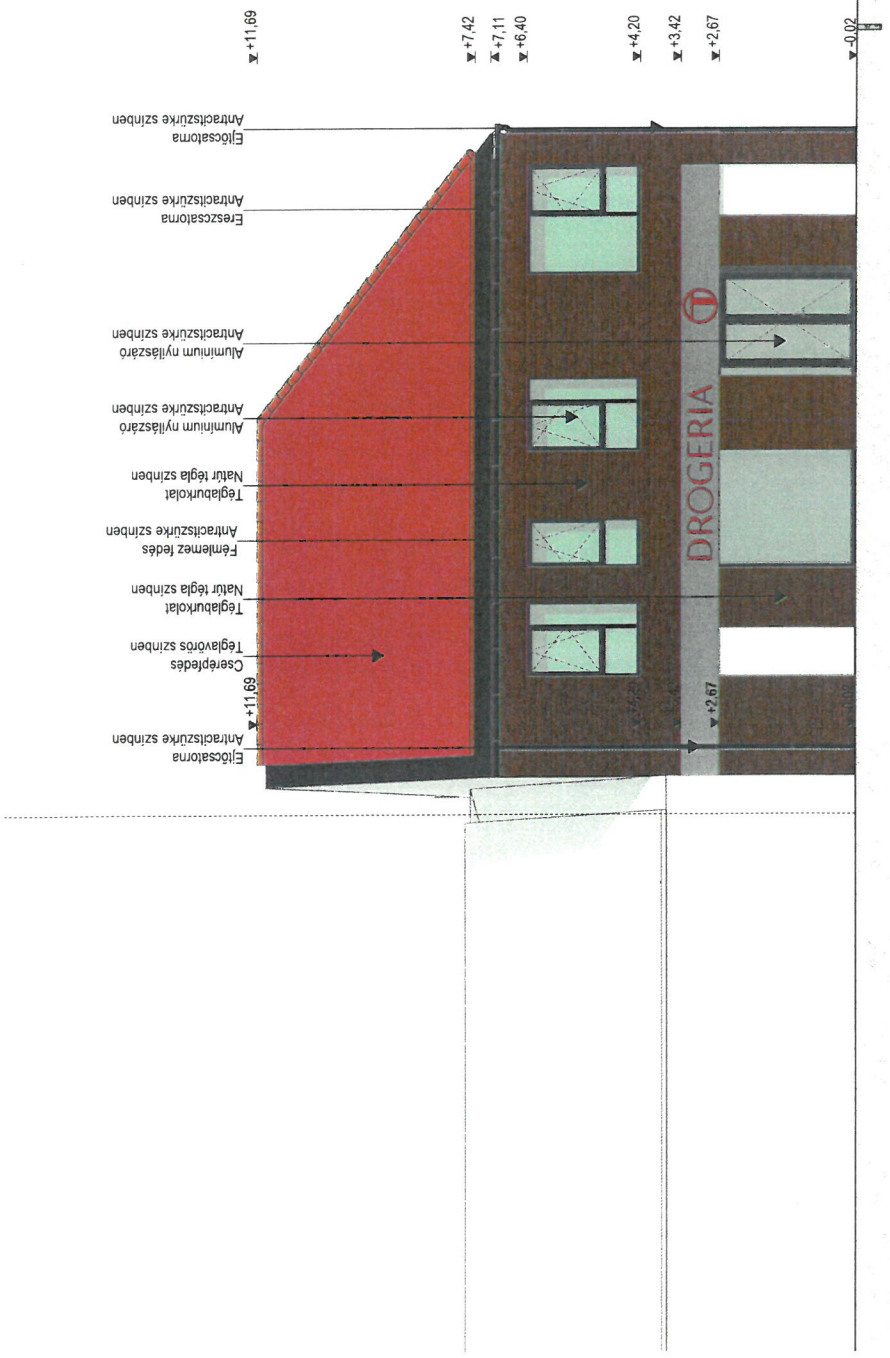 Ejtőcsatorna
Antracitszürke színben
Cserépfedés
Téglavörös színben
Téglaburkolat
Natúr tégla színben
Fémlemez fedés
Antracitszürke színben
Téglaburkolat
Natúr tégla színben
Alumínium nyílászáró
Antracitszürke színben
Alumínium nyílászáró
Antracitszürke színben
Ereszcsatorna
Antracitszürke színben
Ejtőcsatorna
Antracitszürke színben
+11,69
+2,67
DROGERIA
+11,69
+7,42
+7,11
+6,40
+4,20
+3,42
+2,67
-0,02